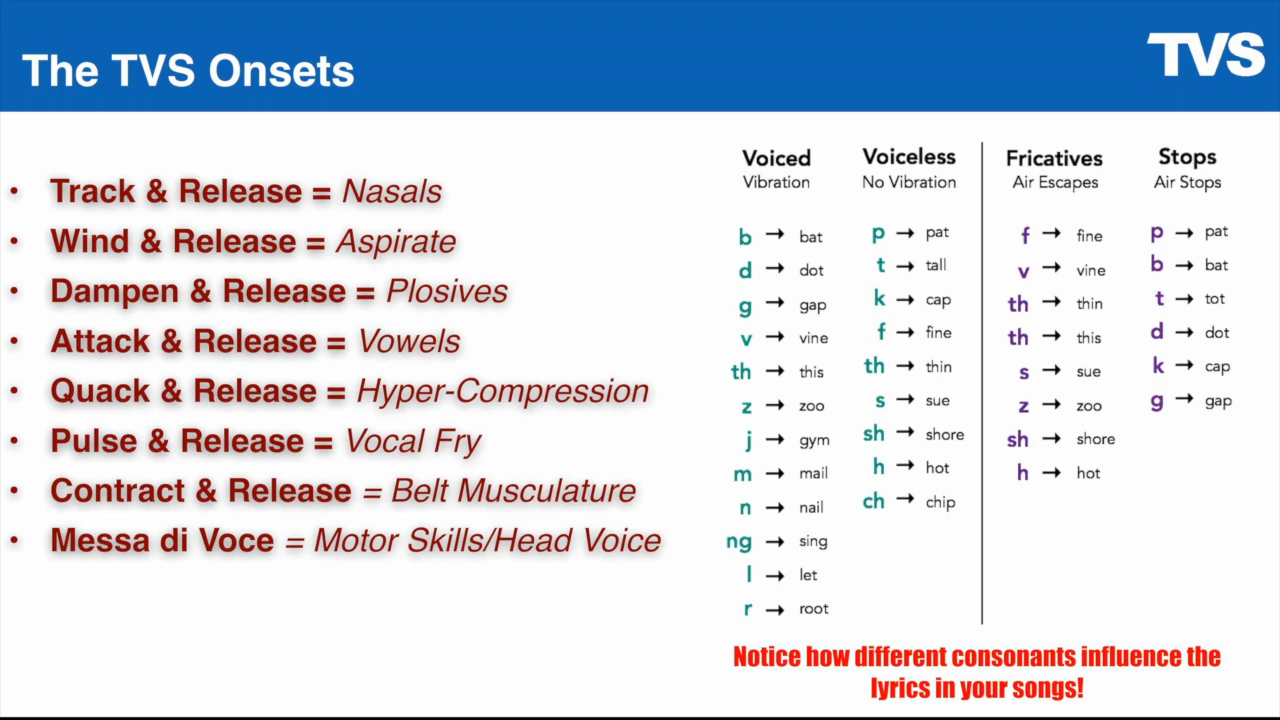 The TVS Onsets
TVS
• Track & Release = Nasals
• Wind & Release = Aspirate
• Dampen & Release = Plosives
• Attack & Release = Vowels
• Quack & Release = Hyper-Compression
• Pulse & Release = Vocal Fry
• Contract & Release = Belt Musculature
• Messa di Voce = Motor Skills/Head Voice
Voiced
Vibration
b → bat
d → dot
g → gap
v → vine
th → this
z → zoo
j → gym
m → mail
n → nail
ng → sing
l → let
r → root
Voiceless
No Vibration
p → pat
t → tall
k → cap
f → fine
th → thin
s → sue
sh → shore
h → hot
ch → chip
Fricatives
Air Escapes
f → fine
v → vine
th → thin
th → this
s → sue
z → zoo
sh → shore
h → hot
Stops
Air Stops
p → pat
b → bat
t → tot
d → dot
k → cap
g → gap
Notice how different consonants influence the
lyrics in your songs!